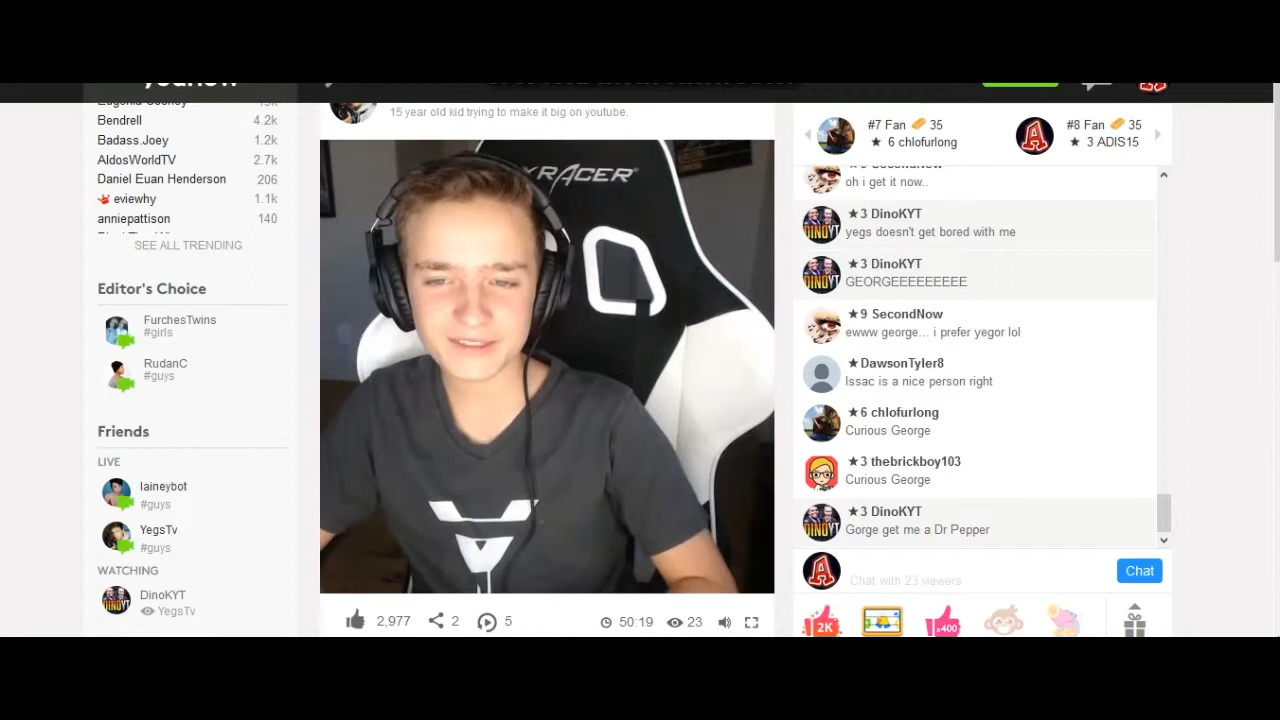 Bendrell 4.2k
Badass.Joey 1.2k
AldosWorldTV 2.7k
Daniel Euan Henderson 206
eviewhy 1.1k
anniepattison 140
SEE ALL TRENDING
Editor's Choice
FurchesTwins
#girls
RudanC
#guys
Friends
LIVE
laineybot
#guys
YegsTv
#guys
WATCHING
DinoKYT
YegsTv
15 year old kid trying to make it big on youtube.
XRACER
2,977
2
5
50:19
23
#7 Fan 35
★ 6 chlofurlong
#8 Fan 35
★ 3 ADIS15
SecondNow
oh i get it now..
★3 DinoKYT
yegs doesn't get bored with me
★3 DinoKYT
GEORGEEEEEEEEE
★9 SecondNow
ewww george... i prefer yegor lol
★DawsonTyler8
Issac is a nice person right
★6 chlofurlong
Curious George
★3 thebrickboy103
Curious George
★3 DinoKYT
Gorge get me a Dr Pepper
Chat with 23 viewers
Chat
2K
x400